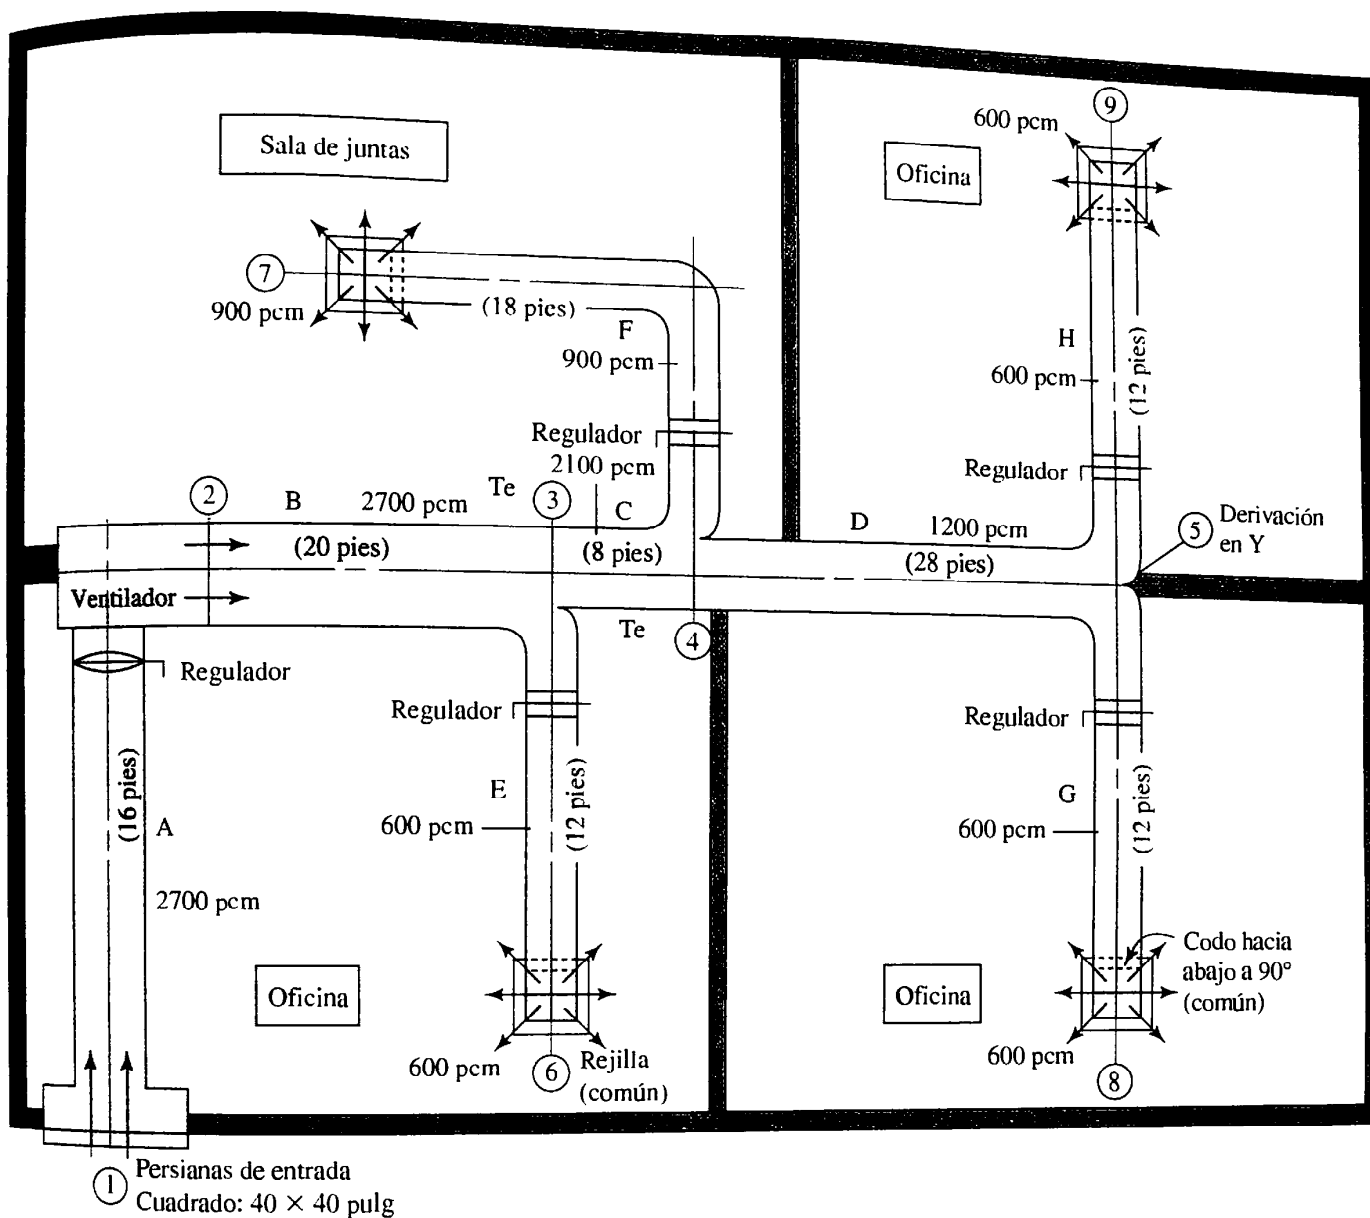 9
600 pcm
Sala de juntas
Oficina
7
900 pcm
(18 pies)
F
900 pcm
H
600 pcm
(12 pies)
Regulador
2100 pcm
Regulador
2
B
2700 pcm
Te
3
C
D
1200 pcm
5
Derivación
en Y
(20 pies)
(8 pies)
(28 pies)
Ventilador
Te
4
Regulador
Regulador
Regulador
(16 pies)
A
E
(12 pies)
G
(12 pies)
600 pcm
600 pcm
2700 pcm
Codo hacia
abajo a 90°
(común)
Oficina
Oficina
600 pcm
6
Rejilla
(común)
600 pcm
8
1
Persianas de entrada
Cuadrado: 40 × 40 pulg